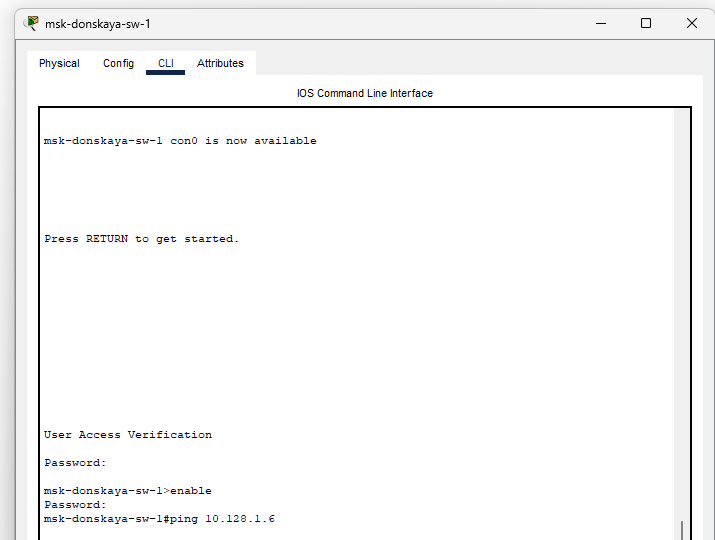 msk-donskaya-sw-1
Physical Config CLI Attributes
IOS Command Line Interface
msk-donskaya-sw-1 con0 is now available
Press RETURN to get started.
User Access Verification
Password:
msk-donskaya-sw-1>enable
Password:
msk-donskaya-sw-1#ping 10.128.1.6